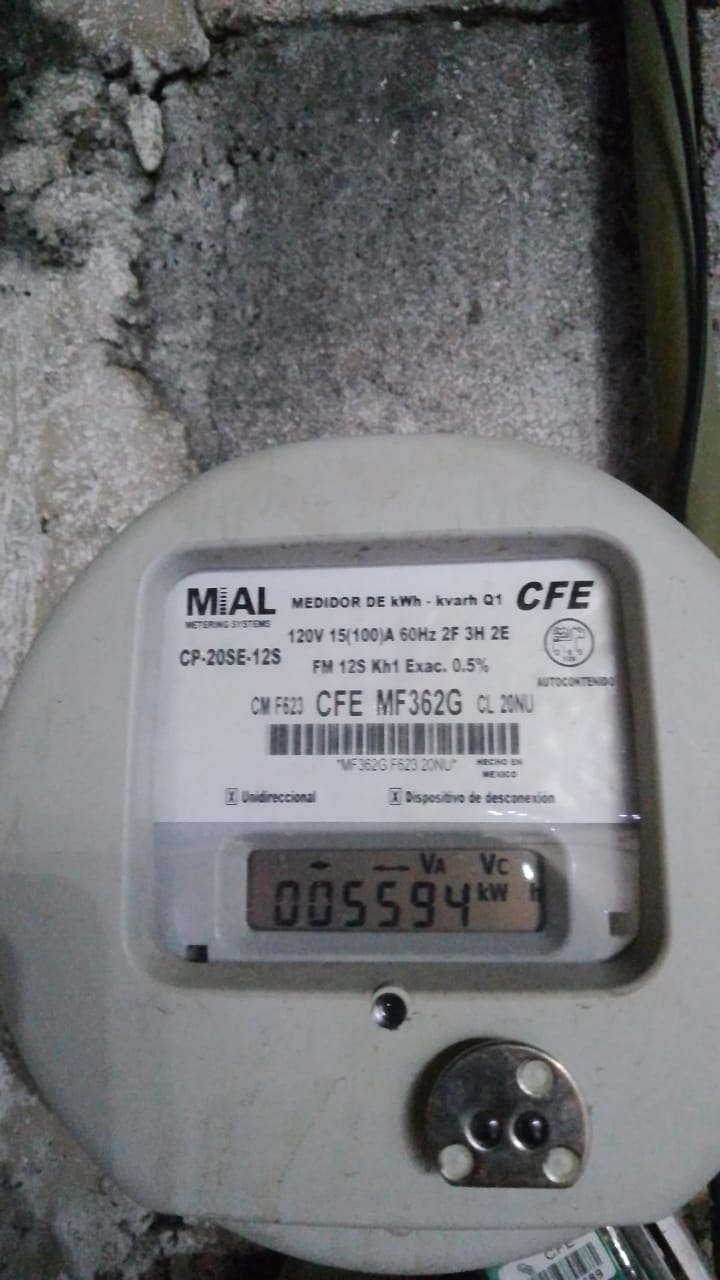 MIAL
METERING SYSTEMS
MEDIDOR DE kWh - kvarh Q1
CFE
120V 15(100)A 60Hz 2F 3H 2E
CP-20SE-12S
FM 12S Kh1 Exac. 0.5%
AUTOCONTENIDO
CM F623 CFE MF362G CL 20NU
*MF362G F623 20NU*
HECHO EN
MEXICO
X Unidireccional
X Dispositivo de desconexión
VA VC
005594 kW h
CFE